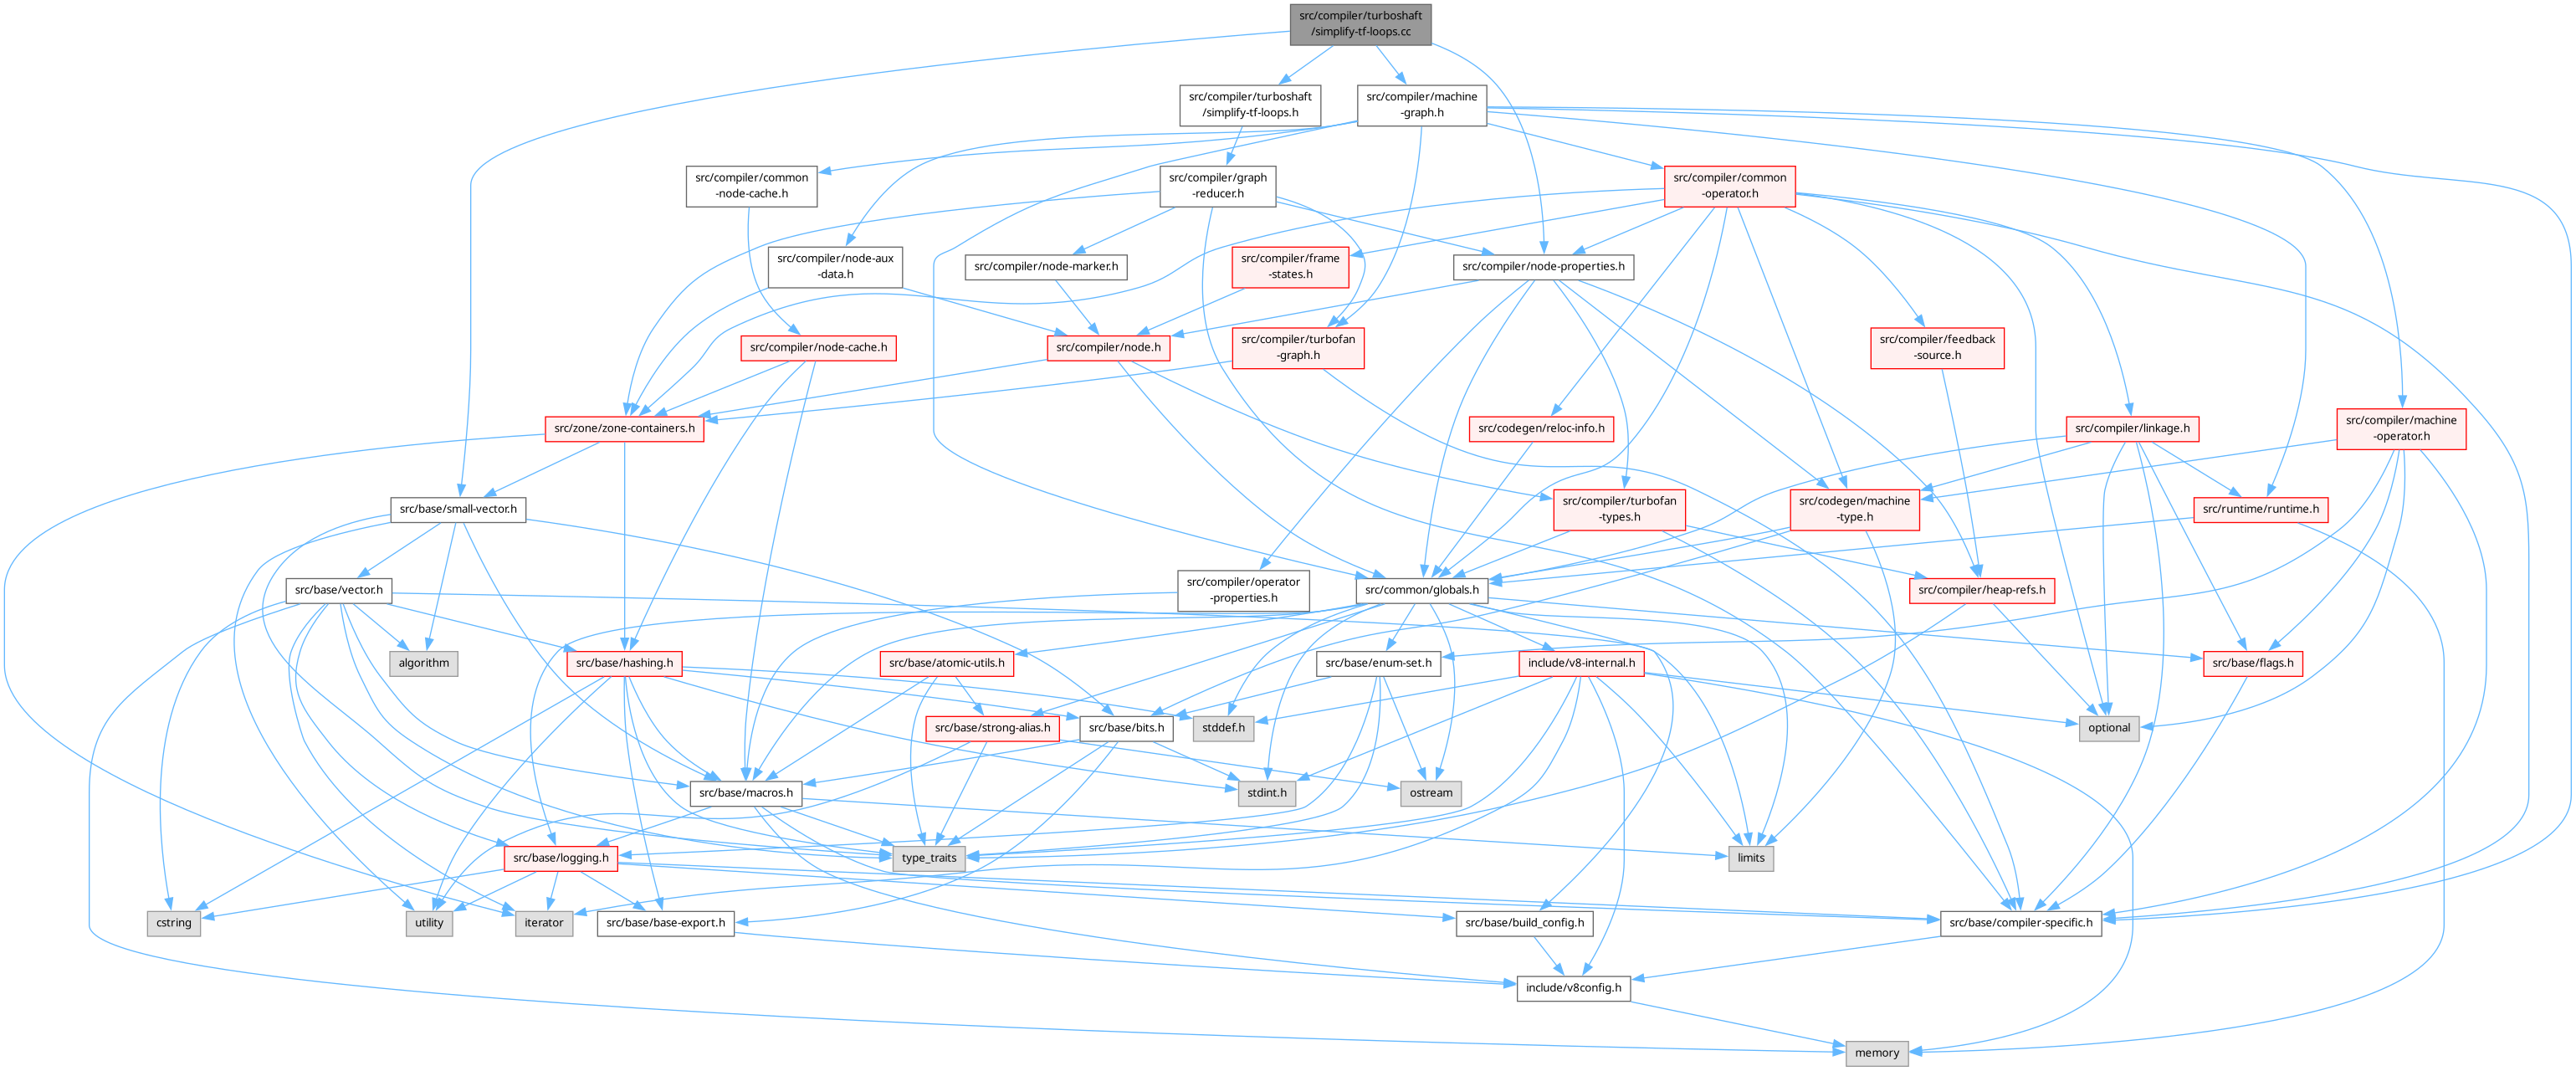 src/compiler/turboshaft
/simplify-tf-loops.cc
src/compiler/turboshaft
/simplify-tf-loops.h
src/compiler/machine
-graph.h
src/compiler/common
-node-cache.h
src/compiler/graph
-reducer.h
src/compiler/common
-operator.h
src/compiler/node-aux
-data.h
src/compiler/node-marker.h
src/compiler/frame
-states.h
src/compiler/node-properties.h
src/compiler/node-cache.h
src/compiler/node.h
src/compiler/turbofan
-graph.h
src/compiler/feedback
-source.h
src/zone/zone-containers.h
src/codegen/reloc-info.h
src/compiler/linkage.h
src/compiler/machine
-operator.h
src/base/small-vector.h
src/compiler/turbofan
-types.h
src/codegen/machine
-type.h
src/runtime/runtime.h
src/base/vector.h
src/compiler/operator
-properties.h
src/common/globals.h
src/compiler/heap-refs.h
algorithm
src/base/hashing.h
src/base/atomic-utils.h
src/base/enum-set.h
include/v8-internal.h
src/base/flags.h
src/base/strong-alias.h
src/base/bits.h
stddef.h
optional
src/base/macros.h
stdint.h
ostream
src/base/logging.h
type_traits
limits
cstring
utility
iterator
src/base/base-export.h
src/base/build_config.h
src/base/compiler-specific.h
include/v8config.h
memory